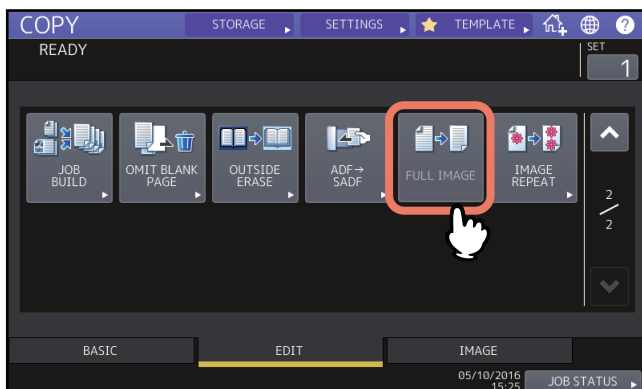 COPY
STORAGE
SETTINGS
TEMPLATE
?
READY
SET
1
JOB
BUILD
OMIT BLANK
PAGE
OUTSIDE
ERASE
ADF→
SADF
FULL IMAGE
IMAGE
REPEAT
2
2
BASIC
EDIT
IMAGE
05/10/2016
15:25
JOB STATUS